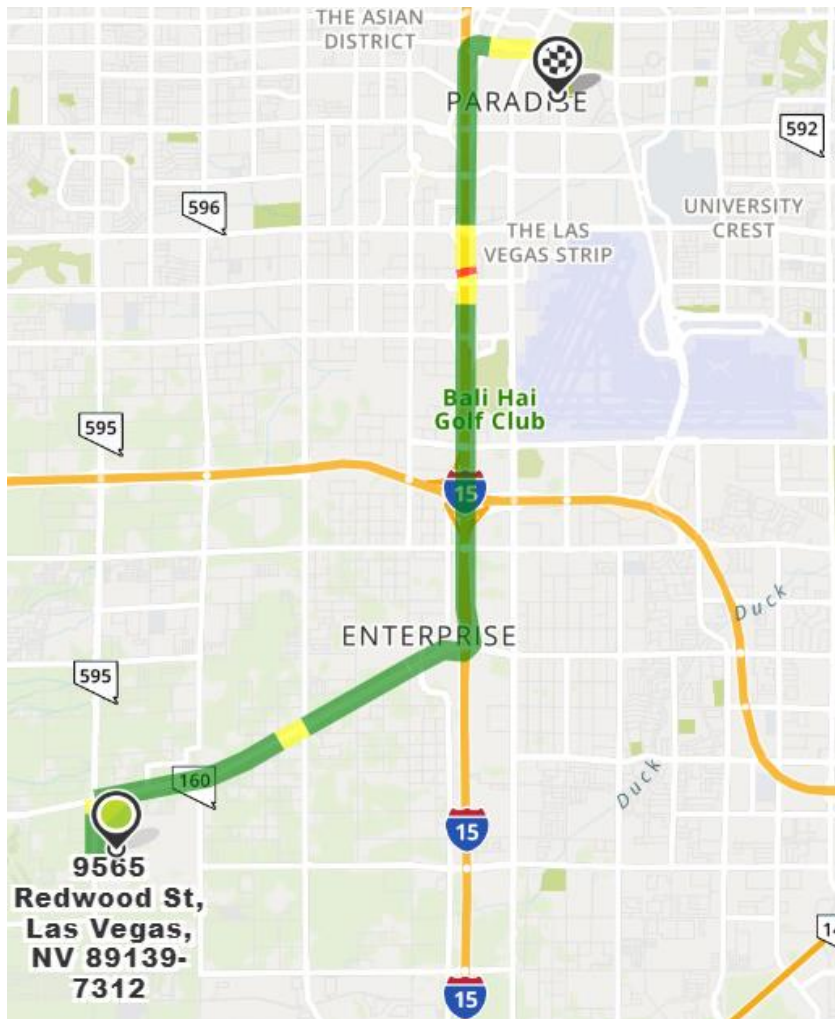 THE ASIAN
DISTRICT
PARADISE
592
596
UNIVERSITY
CREST
THE LAS
VEGAS STRIP
Bali Hai
Golf Club
595
15
Duck
ENTERPRISE
595
160
Duck
15
9565
Redwood St,
Las Vegas,
NV 89139-
7312
15